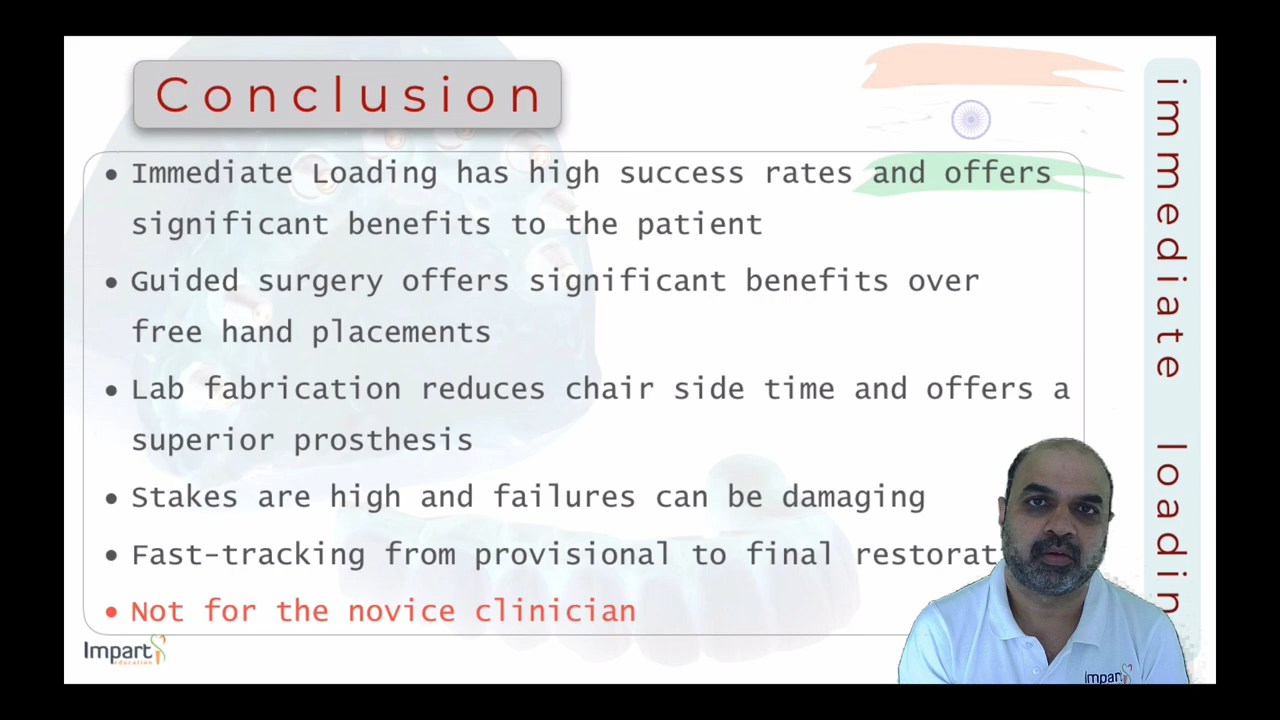 Conclusion
• Immediate Loading has high success rates and offers
significant benefits to the patient
• Guided surgery offers significant benefits over
free hand placements
• Lab fabrication reduces chair side time and offers a
superior prosthesis
• Stakes are high and failures can be damaging
• Fast-tracking from provisional to final restorat
• Not for the novice clinician
immediate loadin
Impart
education
Impart